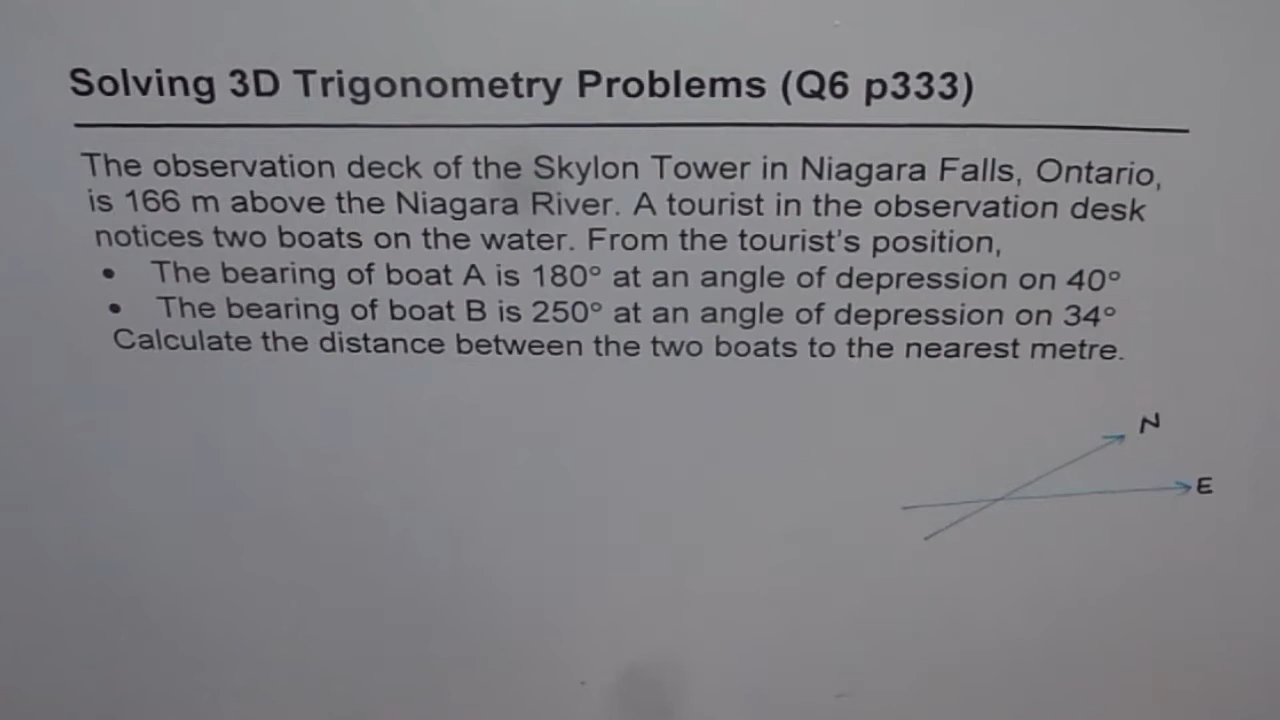 Solving 3D Trigonometry Problems (Q6 p333)
The observation deck of the Skylon Tower in Niagara Falls, Ontario,
is 166 m above the Niagara River. A tourist in the observation desk
notices two boats on the water. From the tourist's position,
• The bearing of boat A is 180° at an angle of depression on 40°
• The bearing of boat B is 250° at an angle of depression on 34°
Calculate the distance between the two boats to the nearest metre.
N
E